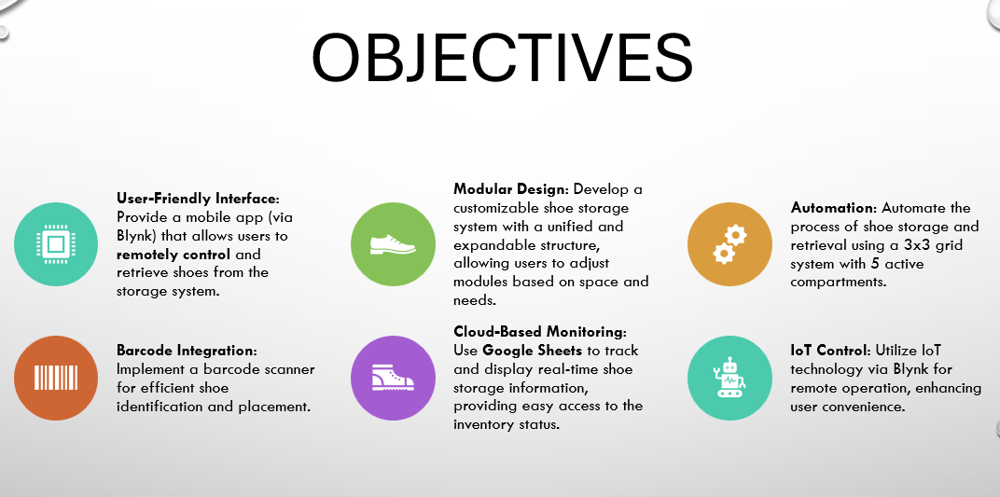 OBJECTIVES
User-Friendly Interface:
Provide a mobile app (via
Blynk) that allows users to
remotely control and
retrieve shoes from the
storage system.
Modular Design: Develop a
customizable shoe storage
system with a unified and
expandable structure,
allowing users to adjust
modules based on space and
needs.
Automation: Automate the
process of shoe storage and
retrieval using a 3x3 grid
system with 5 active
compartments.
Barcode Integration:
Implement a barcode scanner
for efficient shoe
identification and placement.
Cloud-Based Monitoring:
Use Google Sheets to track
and display real-time shoe
storage information,
providing easy access to the
inventory status.
IoT Control: Utilize IoT
technology via Blynk for
remote operation, enhancing
user convenience.